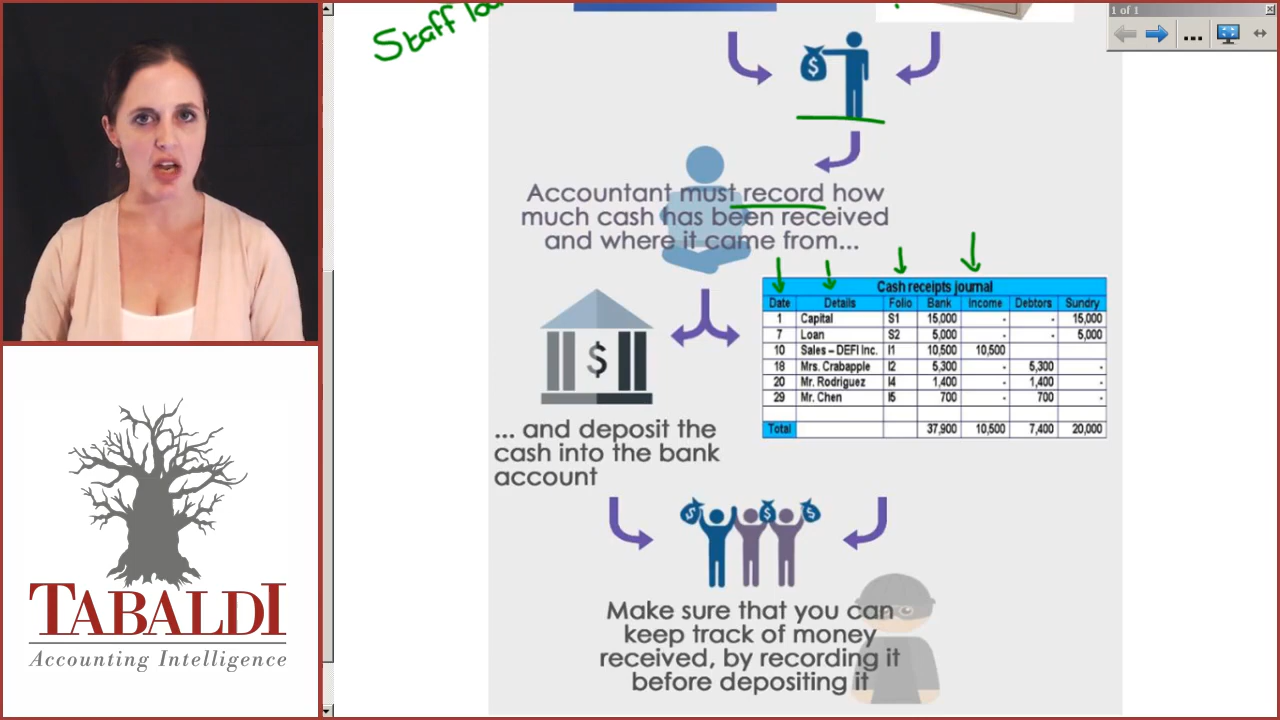 Staff
1 of 1
Accountant must record how
much cash has been received
and where it came from...
Cash receipts journal
Date Details Folio Bank Income Debtors Sundry
1 Capital S1 15,000 - - 15,000
7 Loan S2 5,000 - - 5,000
10 Sales – DEFI Inc. I1 10,500 10,500
18 Mrs. Crabapple I2 5,300 - 5,300 -
20 Mr. Rodriguez I4 1,400 - 1,400 -
29 Mr. Chen I5 700 - 700 -
Total 37,900 10,500 7,400 20,000
... and deposit the
cash into the bank
account
Make sure that you can
keep track of money
received, by recording it
before depositing it
TABALDI
Accounting Intelligence